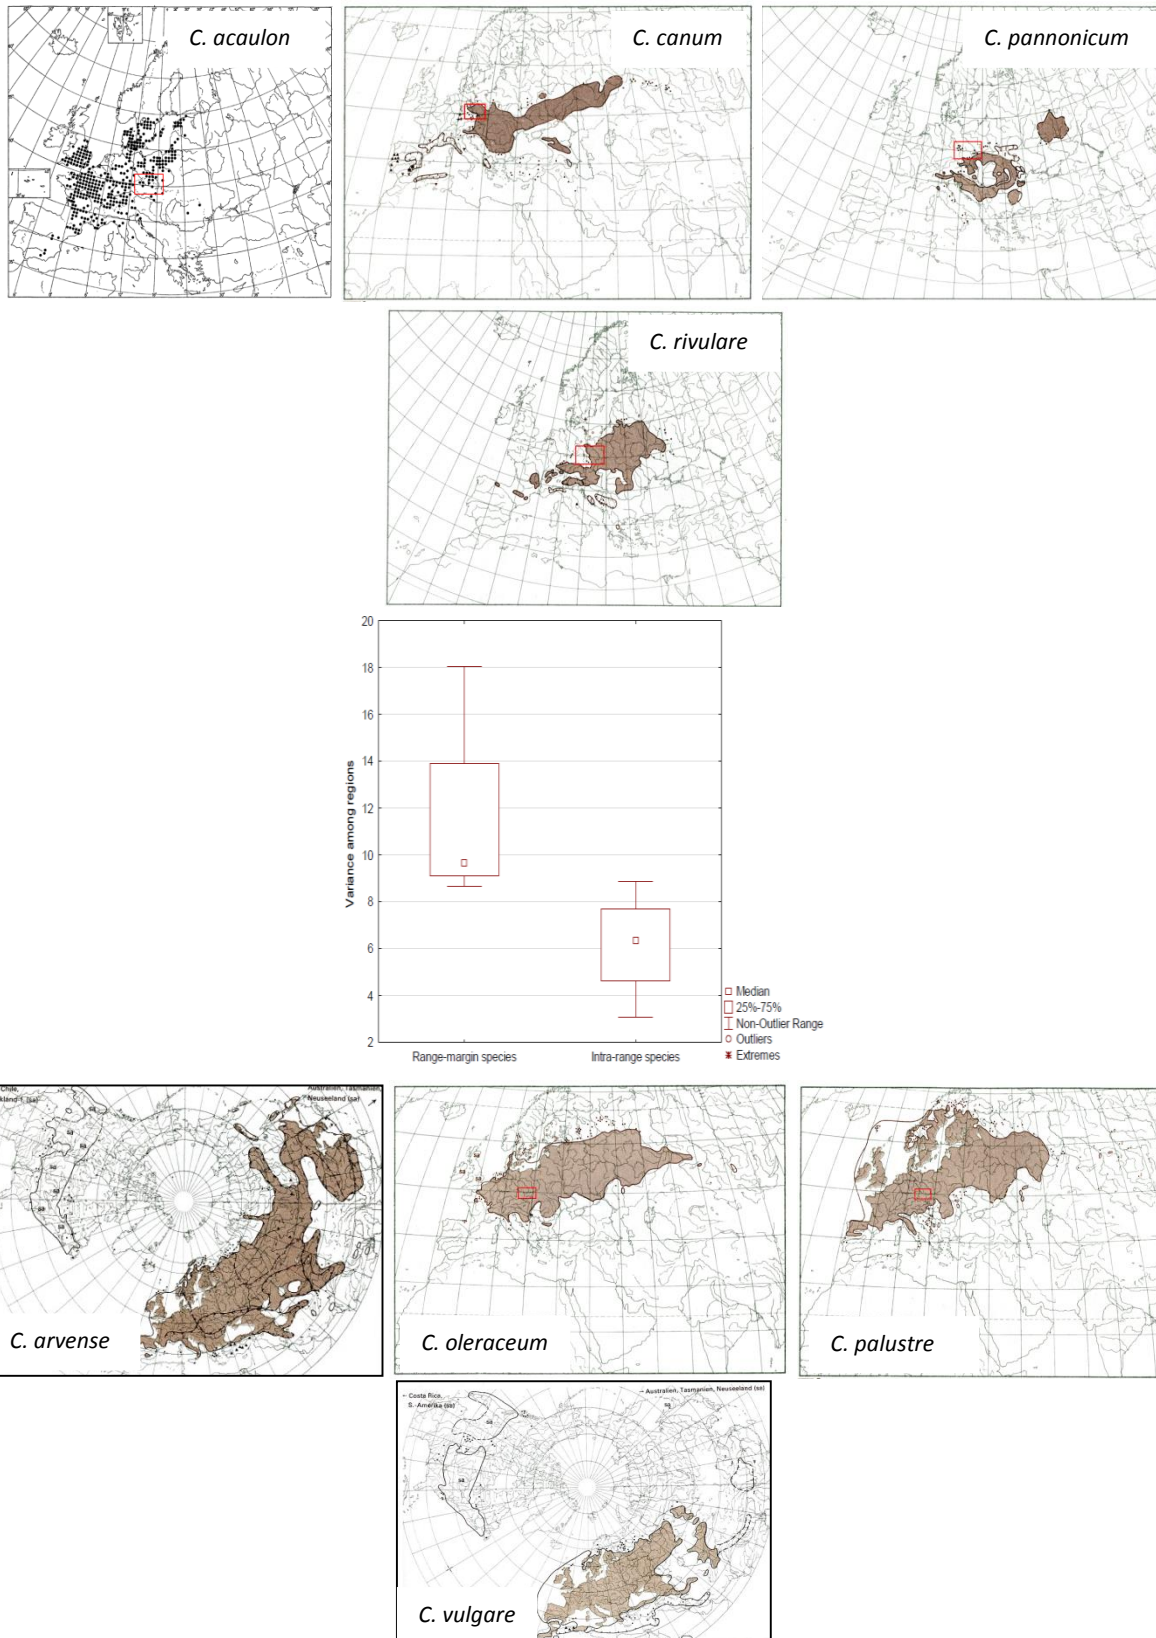 C. acaulon
C. canum
C. pannonicum
C. rivulare
20
18
16
14
12
10
8
6
4
2
Variance among regions
Range-margin species
Intra-range species
Median
25%-75%
Non-Outlier Range
Outliers
Extremes
Chile,
Australien, Tasmanien,
Neuseeland (sa)
C. arvense
C. oleraceum
C. palustre
← Costa Rica,
S.-Amerika (sa)
→ Australien, Tasmanien, Neuseeland (sa)
C. vulgare